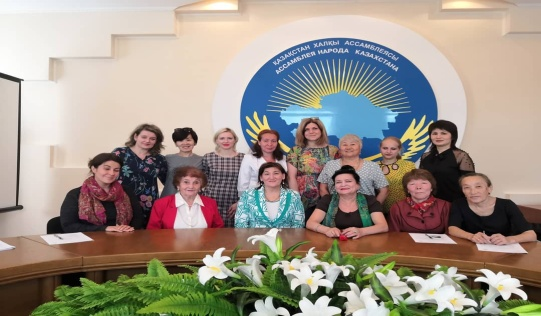 ҚАЗАҚСТАН ХАЛҚЫ АССАМБЛЕЯСЫ
АССАМБЛЕЯ НАРОДА КАЗАХСТАНА